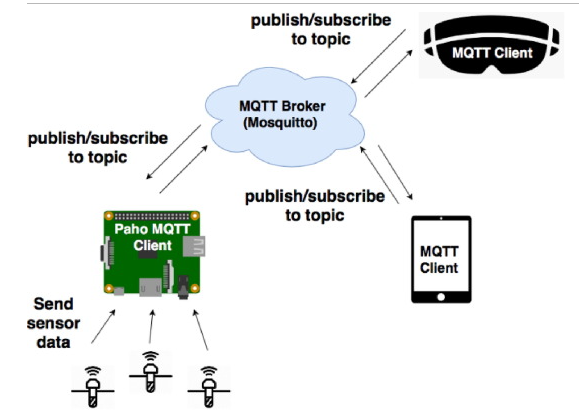 publish/subscribe
to topic
MQTT Client
MQTT Broker
(Mosquitto)
publish/subscribe
to topic
publish/subscribe
to topic
Paho MQTT
Client
MQTT
Client
Send
sensor
data